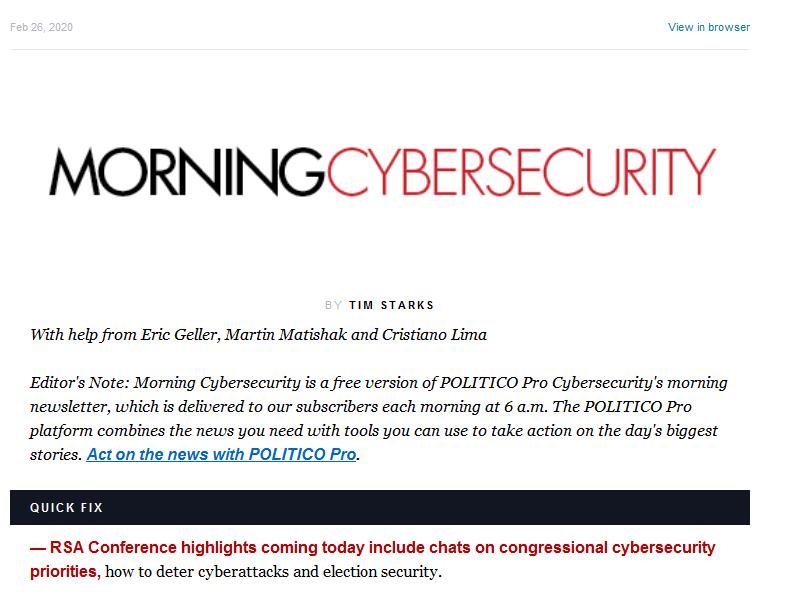 Feb 26, 2020 View in browser
MORNINGCYBERSECURITY
BY TIM STARKS
With help from Eric Geller, Martin Matishak and Cristiano Lima
Editor's Note: Morning Cybersecurity is a free version of POLITICO Pro Cybersecurity's morning
newsletter, which is delivered to our subscribers each morning at 6 a.m. The POLITICO Pro
platform combines the news you need with tools you can use to take action on the day's biggest
stories. Act on the news with POLITICO Pro.
QUICK FIX
— RSA Conference highlights coming today include chats on congressional cybersecurity
priorities, how to deter cyberattacks and election security.